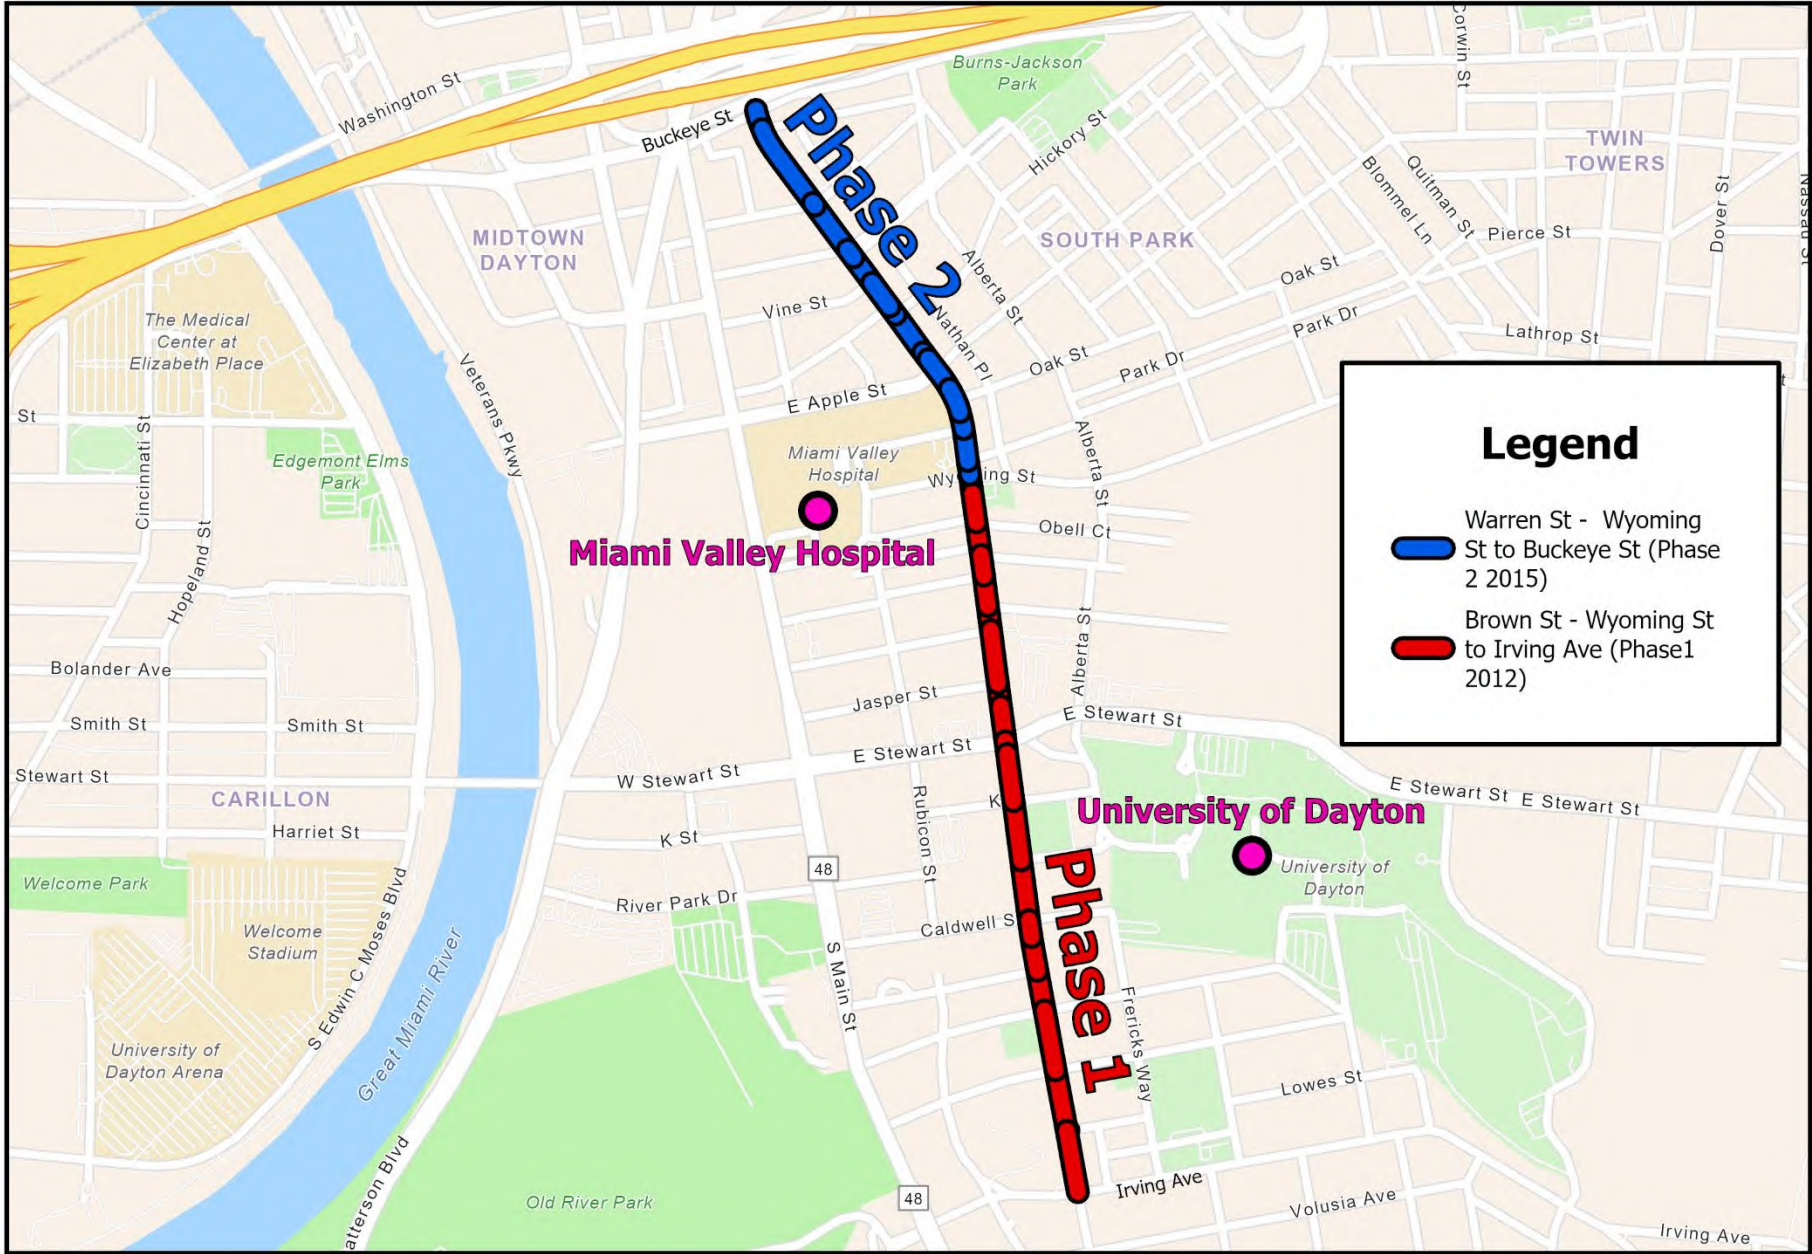 Corwin St
Burns-Jackson
Park
Washington St
Buckeye St
Phase 2
Hickory St
TWIN
TOWERS
Quitman St
Blommel Ln
Dover St
Nassau St
Pierce St
MIDTOWN
DAYTON
SOUTH PARK
Alberta St
Oak St
Vine St
Nathan Pl
Park Dr
Lathrop St
The Medical
Center at
Elizabeth Place
Veterans Pkwy
Oak St
Park Dr
t
St
E Apple St
Cincinnati St
Edgemont Elms
Park
Miami Valley
Hospital
Alberta St
Legend
Warren St - Wyoming
St to Buckeye St (Phase
2 2015)
Brown St - Wyoming St
to Irving Ave (Phase1
2012)
Obell Ct
Miami Valley Hospital
Hopeland St
Bolander Ave
Alberta St
Jasper St
Smith St
Smith St
E Stewart St
E Stewart St
W Stewart St
Stewart St
E Stewart St
E Stewart St
CARILLON
Harriet St
K St
K
Rubicon St
University of Dayton
University of
Dayton
48
Phase 1
Welcome Park
River Park Dr
Caldwell S
Welcome
Stadium
S Edwin C Moses Blvd
Great Miami River
S Main St
Frericks Way
University of
Dayton Arena
Lowes St
atterson Blvd
Old River Park
48
Irving Ave
Volusia Ave
Irving Ave